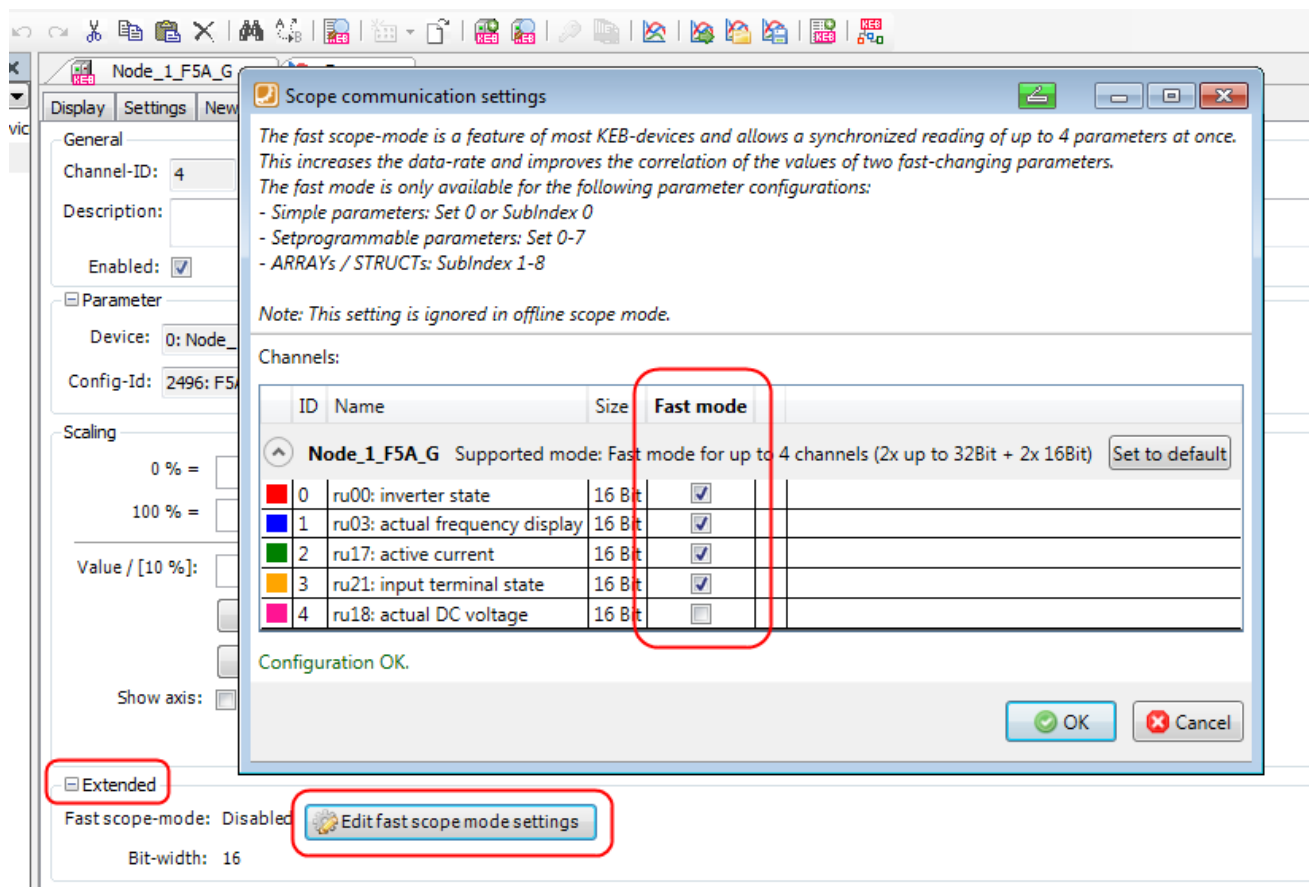 Node_1_F5A_G
Display Settings New
General
Channel-ID: 4
Description:
Enabled:
Parameter
Device: 0: Node_
Config-Id: 2496: F5A
Scaling
0 % =
100 % =
Value / [10 %]:
Show axis:
Extended
Fast scope-mode: Disabled Edit fast scope mode settings
Bit-width: 16
Scope communication settings
The fast scope-mode is a feature of most KEB-devices and allows a synchronized reading of up to 4 parameters at once.
This increases the data-rate and improves the correlation of the values of two fast-changing parameters.
The fast mode is only available for the following parameter configurations:
- Simple parameters: Set 0 or SubIndex 0
- Setprogrammable parameters: Set 0-7
- ARRAYs / STRUCTs: SubIndex 1-8
Note: This setting is ignored in offline scope mode.
Channels:
ID Name Size Fast mode
Node_1_F5A_G Supported mode: Fast mode for up to 4 channels (2x up to 32Bit + 2x 16Bit) Set to default
0 ru00: inverter state 16 Bit
1 ru03: actual frequency display 16 Bit
2 ru17: active current 16 Bit
3 ru21: input terminal state 16 Bit
4 ru18: actual DC voltage 16 Bit
Configuration OK.
OK Cancel